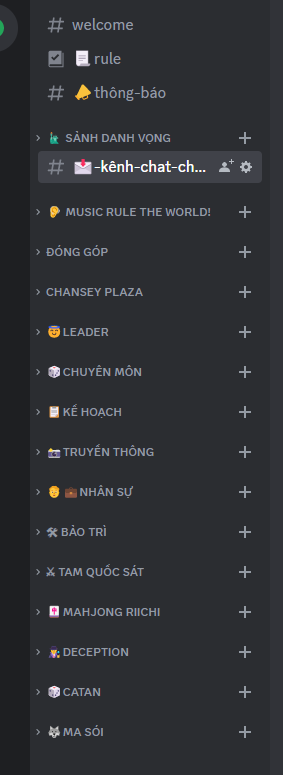 welcome
rule
thông-báo
SẢNH DANH VỌNG
-kênh-chat-ch...
MUSIC RULE THE WORLD!
ĐÓNG GÓP
CHANSEY PLAZA
LEADER
CHUYÊN MÔN
KẾ HOẠCH
TRUYỀN THÔNG
NHÂN SỰ
BẢO TRÌ
TAM QUỐC SÁT
MAHJONG RIICHI
DECEPTION
CATAN
MA SÓI